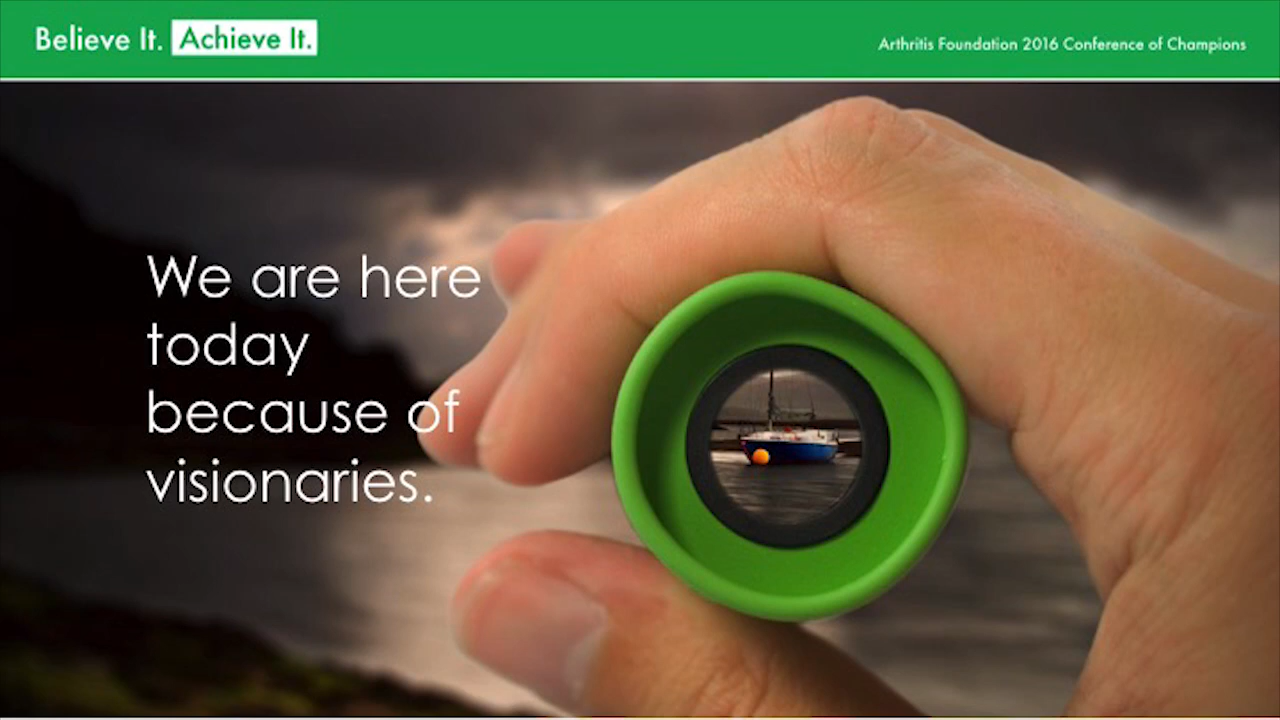 Believe It. Achieve It.
Arthritis Foundation 2016 Conference of Champions
We are here
today
because of
visionaries.